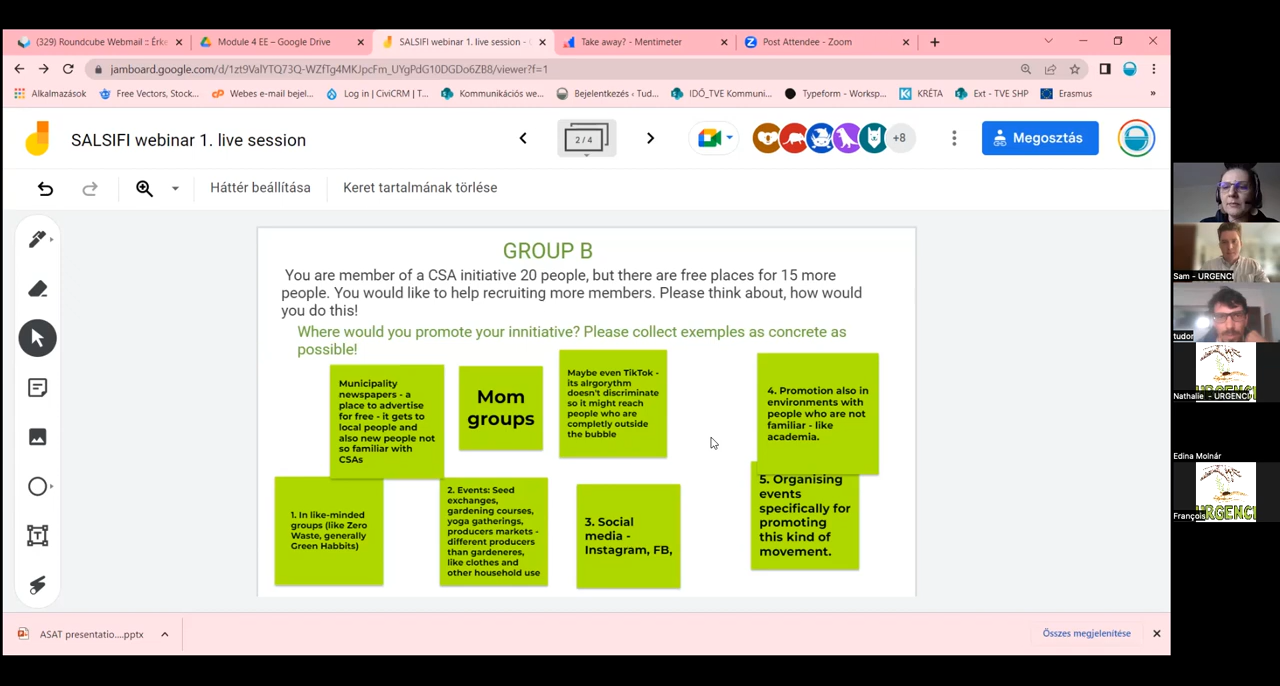 (329) Roundcube Webmail :: Érke
Module 4 EE – Google Drive
SALSIFI webinar 1. live session -
Take away? - Mentimeter
Post Attendee - Zoom
jamboard.google.com/d/1zt9ValYTQ73Q-WZfTg4MKJpcFm_UYgPdG10DGDo6ZB8/viewer?f=1
Alkalmazások
Free Vectors, Stock...
Webes e-mail bejel...
Log in | CiviCRM | T...
Kommunikációs we...
Bejelentkezés ‹ Tud...
IDŐ_TVE Kommuni...
Typeform - Worksp...
KRÉTA
Ext - TVE SHP
Erasmus
SALSIFI webinar 1. live session
2 / 4
+8
Megosztás
Háttér beállítása
Keret tartalmának törlése
GROUP B
You are member of a CSA initiative 20 people, but there are free places for 15 more
people. You would like to help recruiting more members. Please think about, how would
you do this!
Where would you promote your innitiative? Please collect exemples as concrete as
possible!
Municipality
newspapers - a
place to advertise
for free - it gets to
local people and
also new people not
so familiar with
CSAs
Mom
groups
Maybe even TikTok -
its alrgorythm
doesn't discriminate
so it might reach
people who are
completly outside
the bubble
4. Promotion also in
environments with
people who are not
familiar - like
academia.
1. In like-minded
groups (like Zero
Waste, generally
Green Habbits)
2. Events: Seed
exchanges,
gardening courses,
yoga gatherings,
producers markets -
different producers
than gardeneres,
like clothes and
other household use
3. Social
media -
Instagram, FB,
5. Organising
events
specifically for
promoting
this kind of
movement.
ASAT presentatio....pptx
Összes megjelenítése
Sam - URGENCI
tudor
Nathalie - URGENCI
Edina Molnár
François
URGENCI